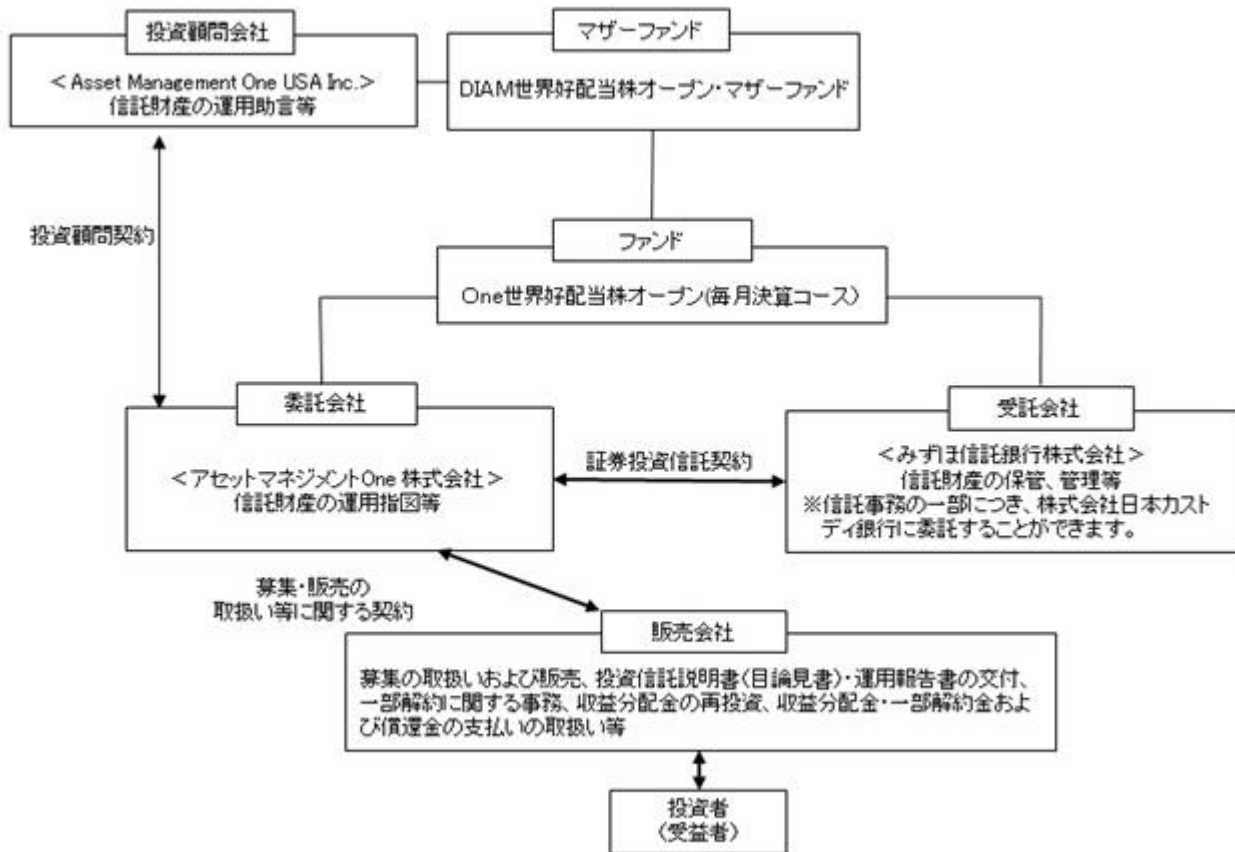 投資顧問会社
＜Asset Management One USA Inc.＞
信託財産の運用助言等
マザーファンド
DIAM世界好配当株オープン・マザーファンド
投資顧問契約
ファンド
One世界好配当株オープン(毎月決算コース)
委託会社
＜アセットマネジメントOne 株式会社＞
信託財産の運用指図等
証券投資信託契約
受託会社
＜みずほ信託銀行株式会社＞
信託財産の保管、管理等
※信託事務の一部につき、株式会社日本カスト
ディ銀行に委託することができます。
募集・販売の
取扱い等に関する契約
販売会社
募集の取扱いおよび販売、投資信託説明書(目論見書)・運用報告書の交付、
一部解約に関する事務、収益分配金の再投資、収益分配金・一部解約金およ
び償還金の支払いの取扱い等
投資者
(受益者)